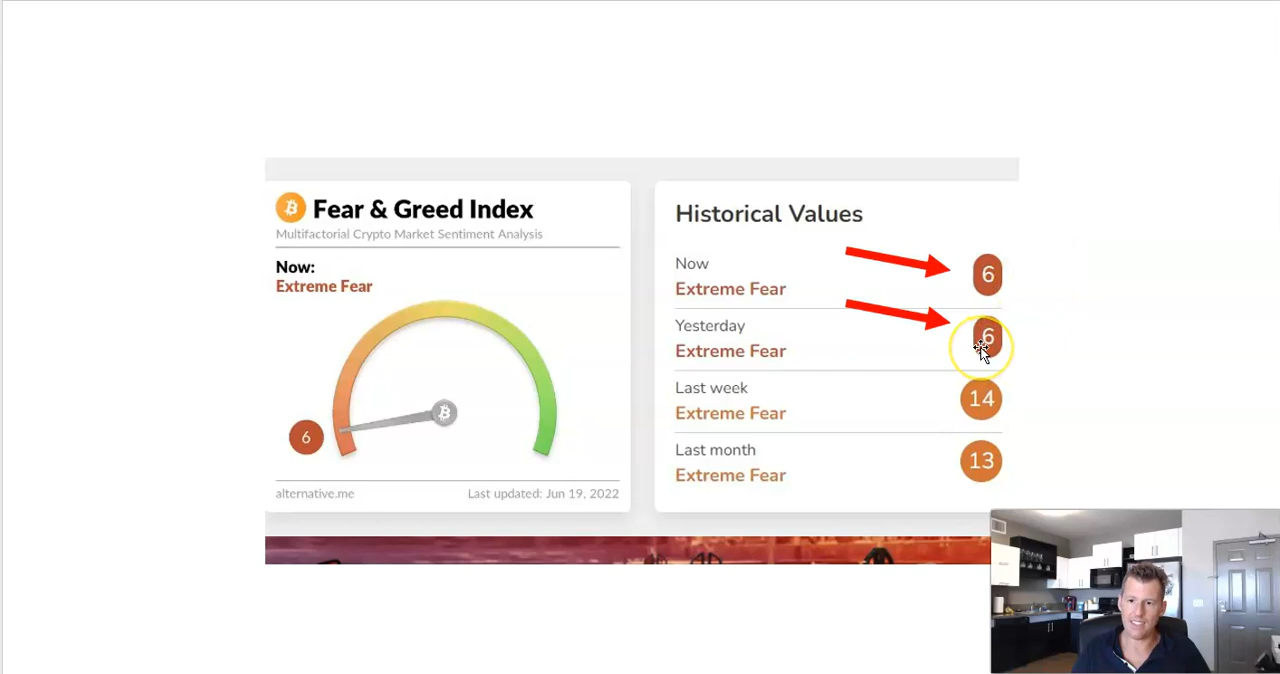 Fear & Greed Index
Multifactorial Crypto Market Sentiment Analysis
Now:
Extreme Fear
6
alternative.me
Last updated: Jun 19, 2022
Historical Values
Now
Extreme Fear
6
Yesterday
Extreme Fear
6
Last week
Extreme Fear
14
Last month
Extreme Fear
13